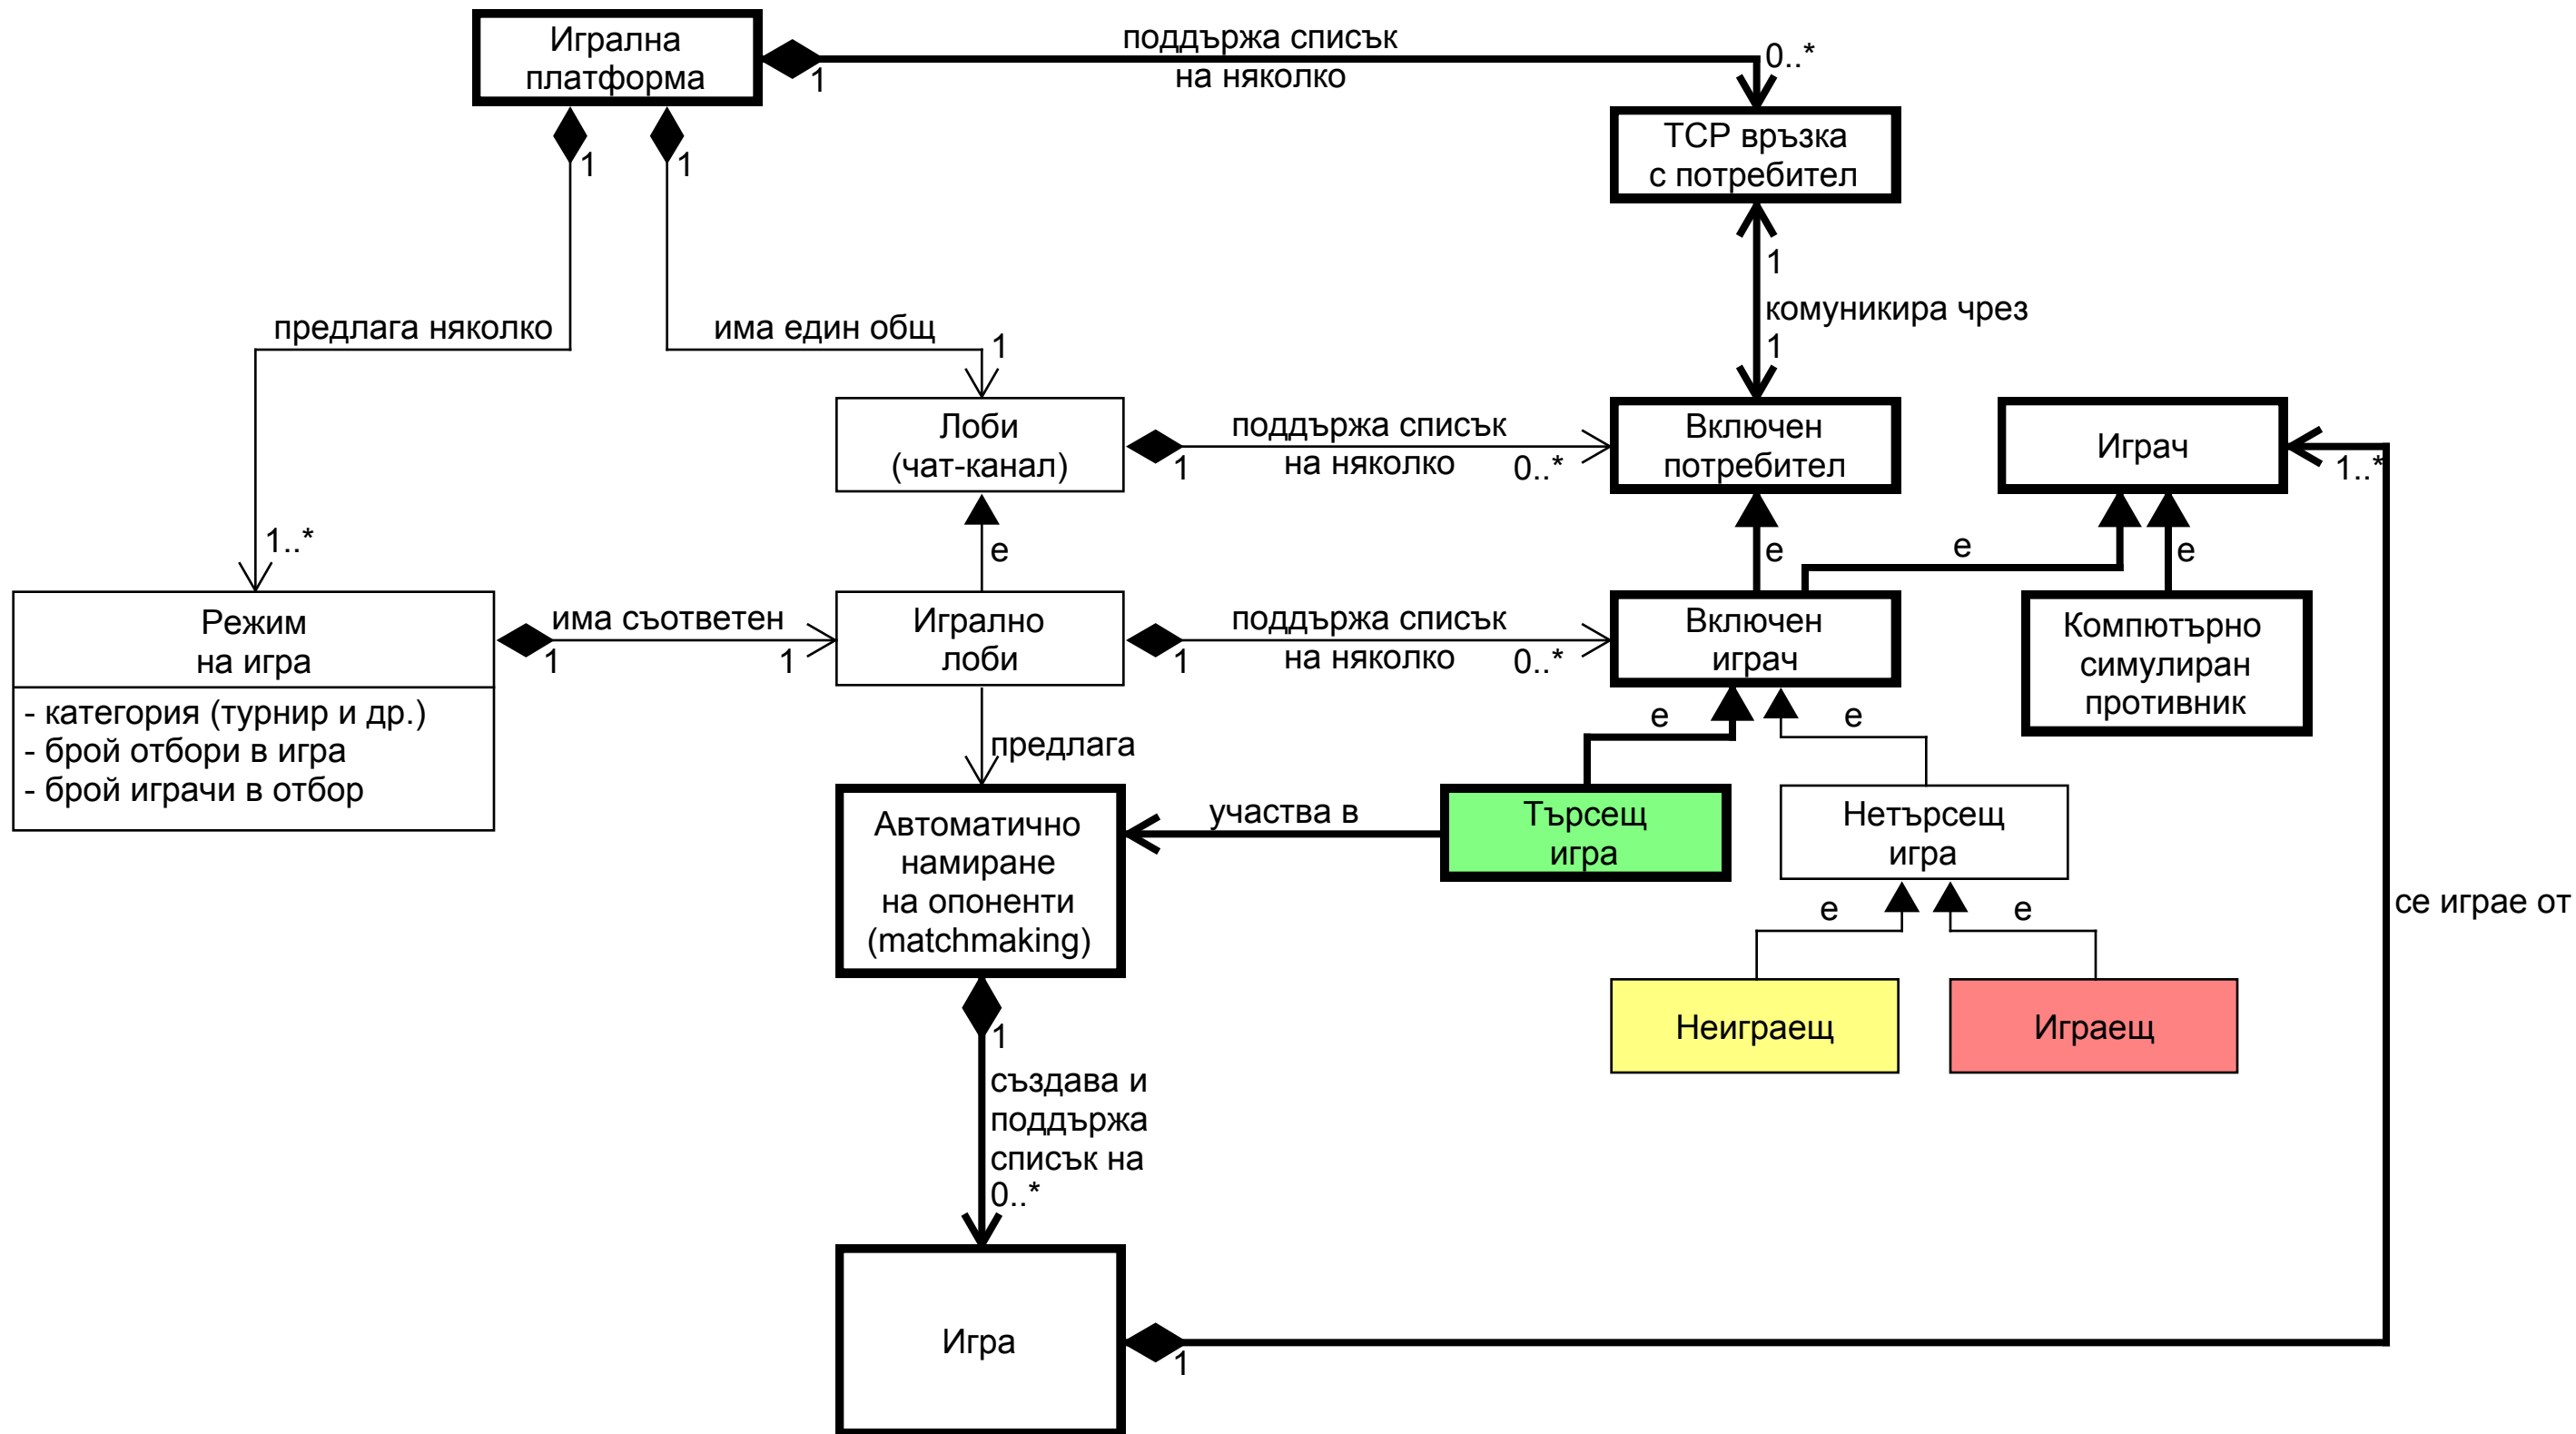 Игрална
платформа
1
поддържа списък
на няколко
0..*
1
1
TCP връзка
с потребител
1
комуникира чрез
1
предлага няколко
има един общ
1
Лоби
(чат-канал)
1
поддържа списък
на няколко
0..*
Включен
потребител
Играч
1..*
1..*
е
е
е
е
Режим
на игра
- категория (турнир и др.)
- брой отбори в игра
- брой играчи в отбор
има съответен
1
1
Игрално
лоби
1
поддържа списък
на няколко
0..*
Включен
играч
Компютърно
симулиран
противник
предлага
е
е
Автоматично
намиране
на опоненти
(matchmaking)
участва в
Търсещ
игра
Нетърсещ
игра
се играе от
е
е
Неиграещ
Играещ
1
създава и
поддържа
списък на
0..*
Игра
1